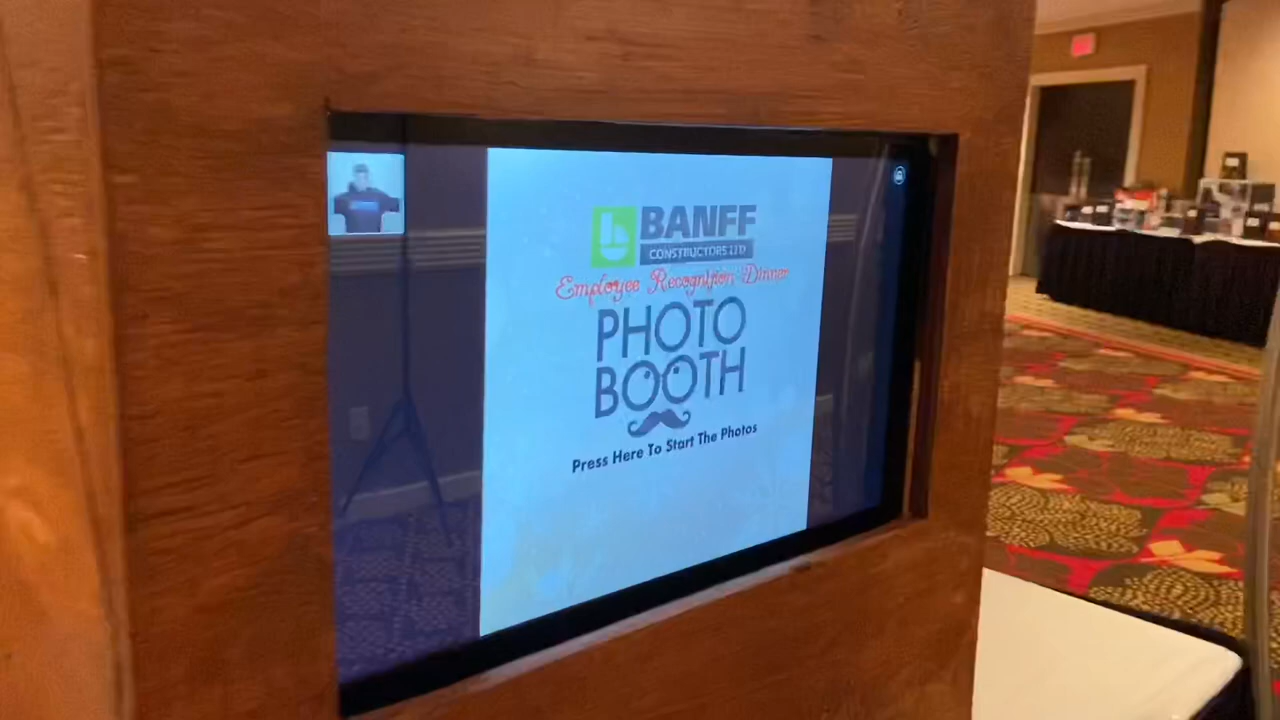 BANFF
CONSTRUCTORS LTD
Employee Recognition Dinner
PHOTO
BOOTH
Press Here To Start The Photos